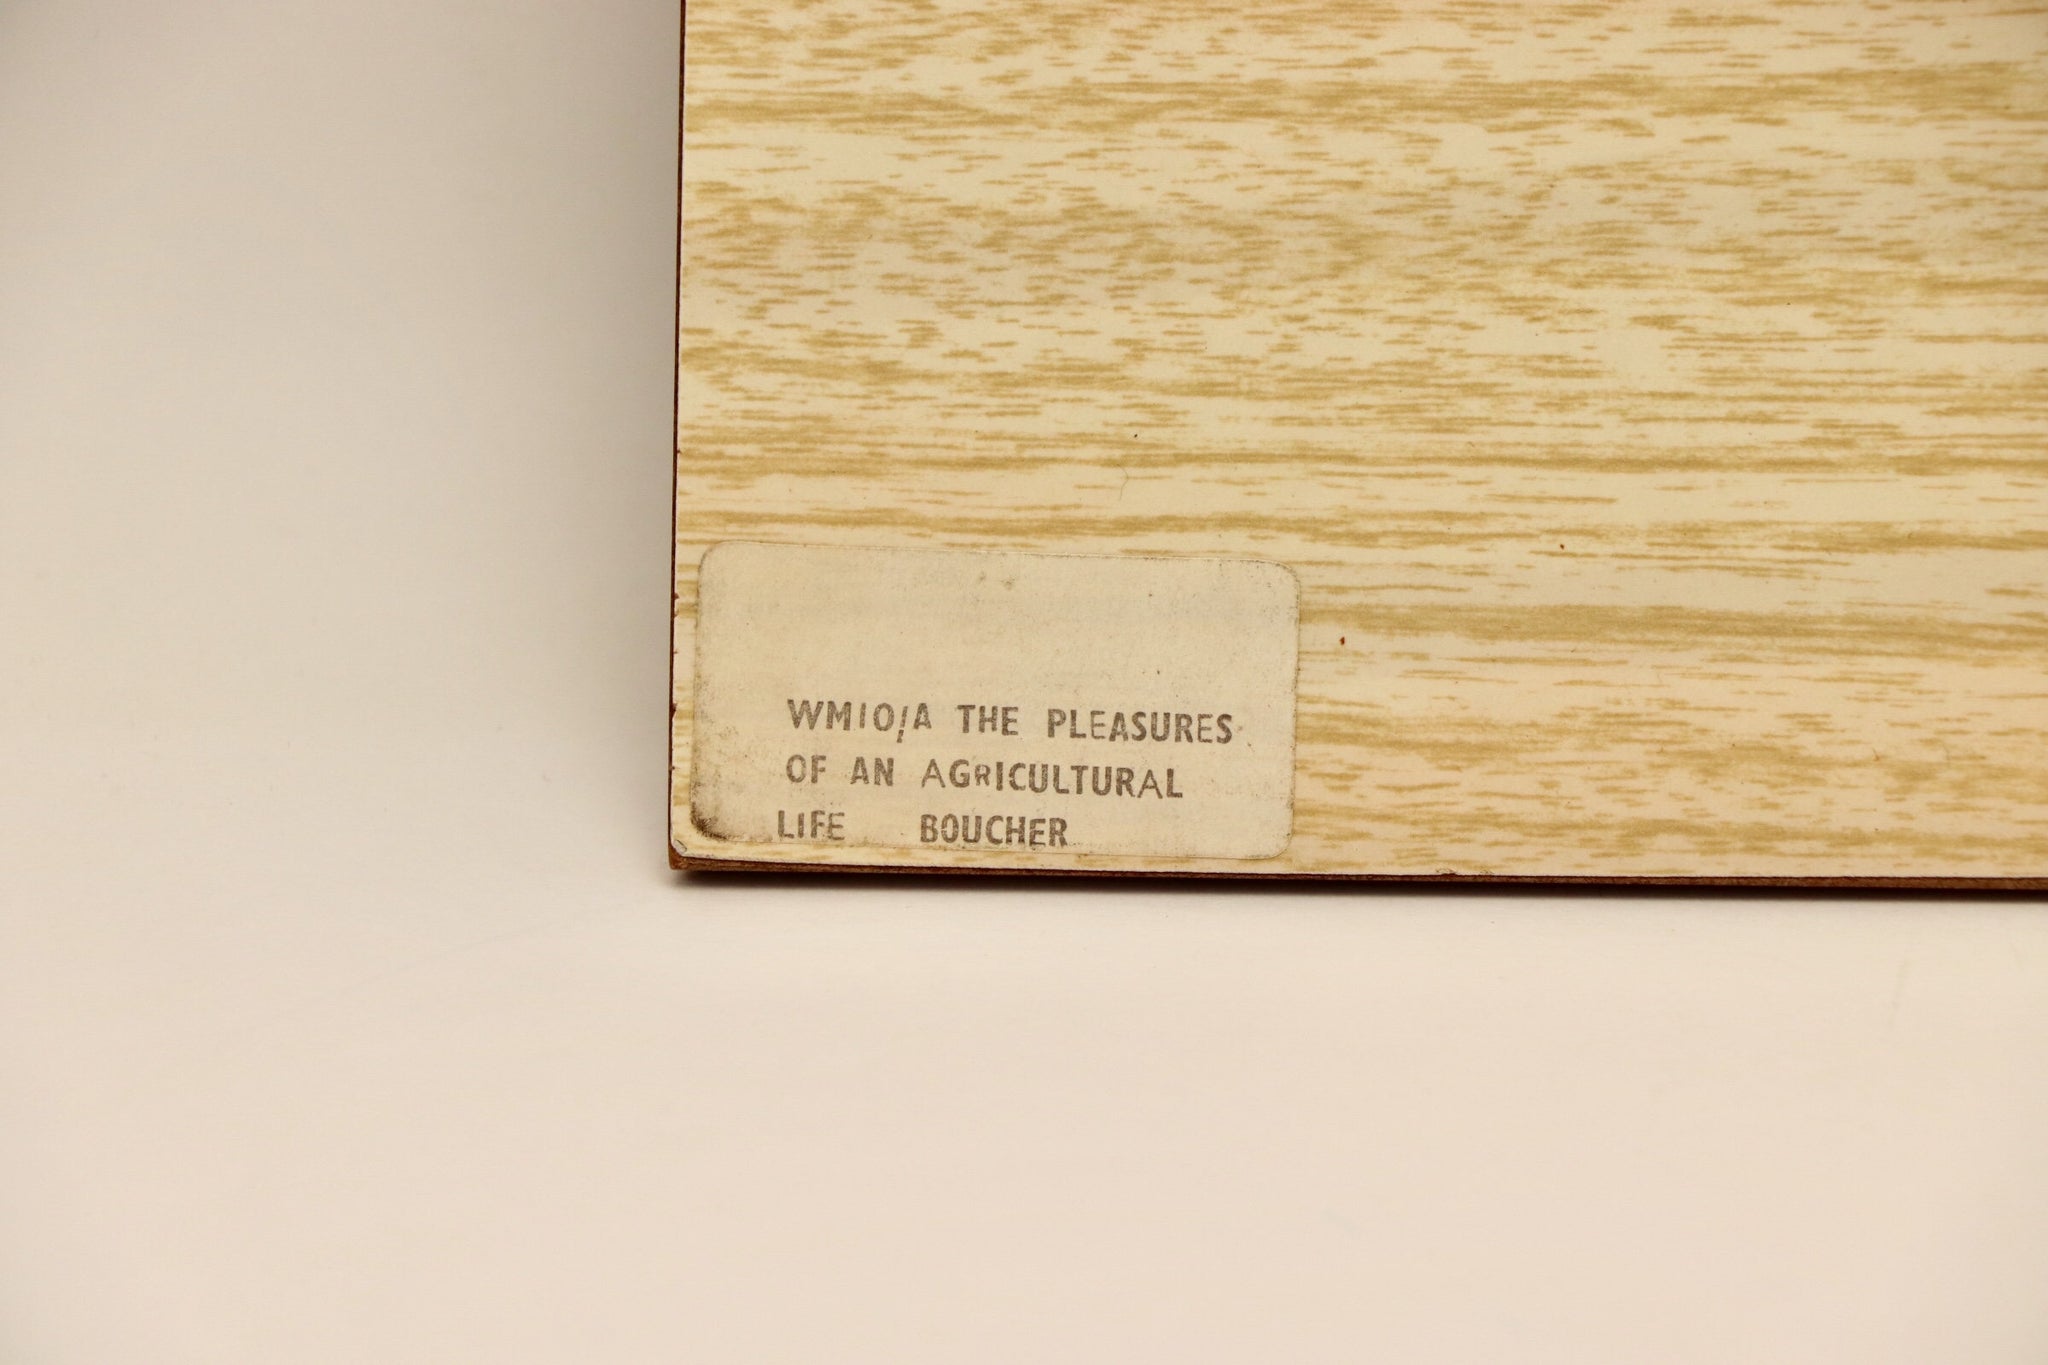 WM10/A THE PLEASURES
OF AN AGRICULTURAL
LIFE BOUCHER